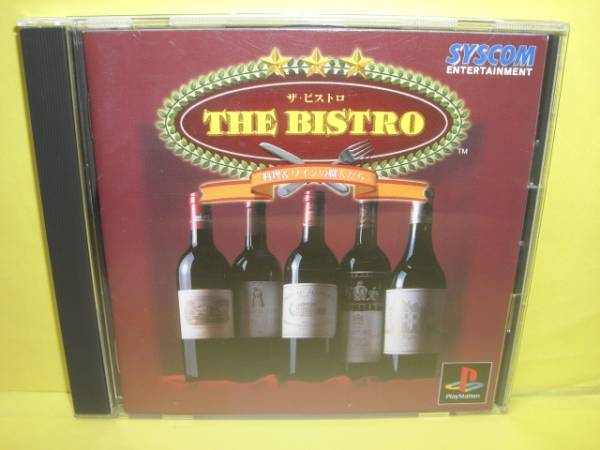 SYSCOM
ENTERTAINMENT
ザ・ビストロ
THE BISTRO
TM
料理&ワインの職人たち
PlayStation